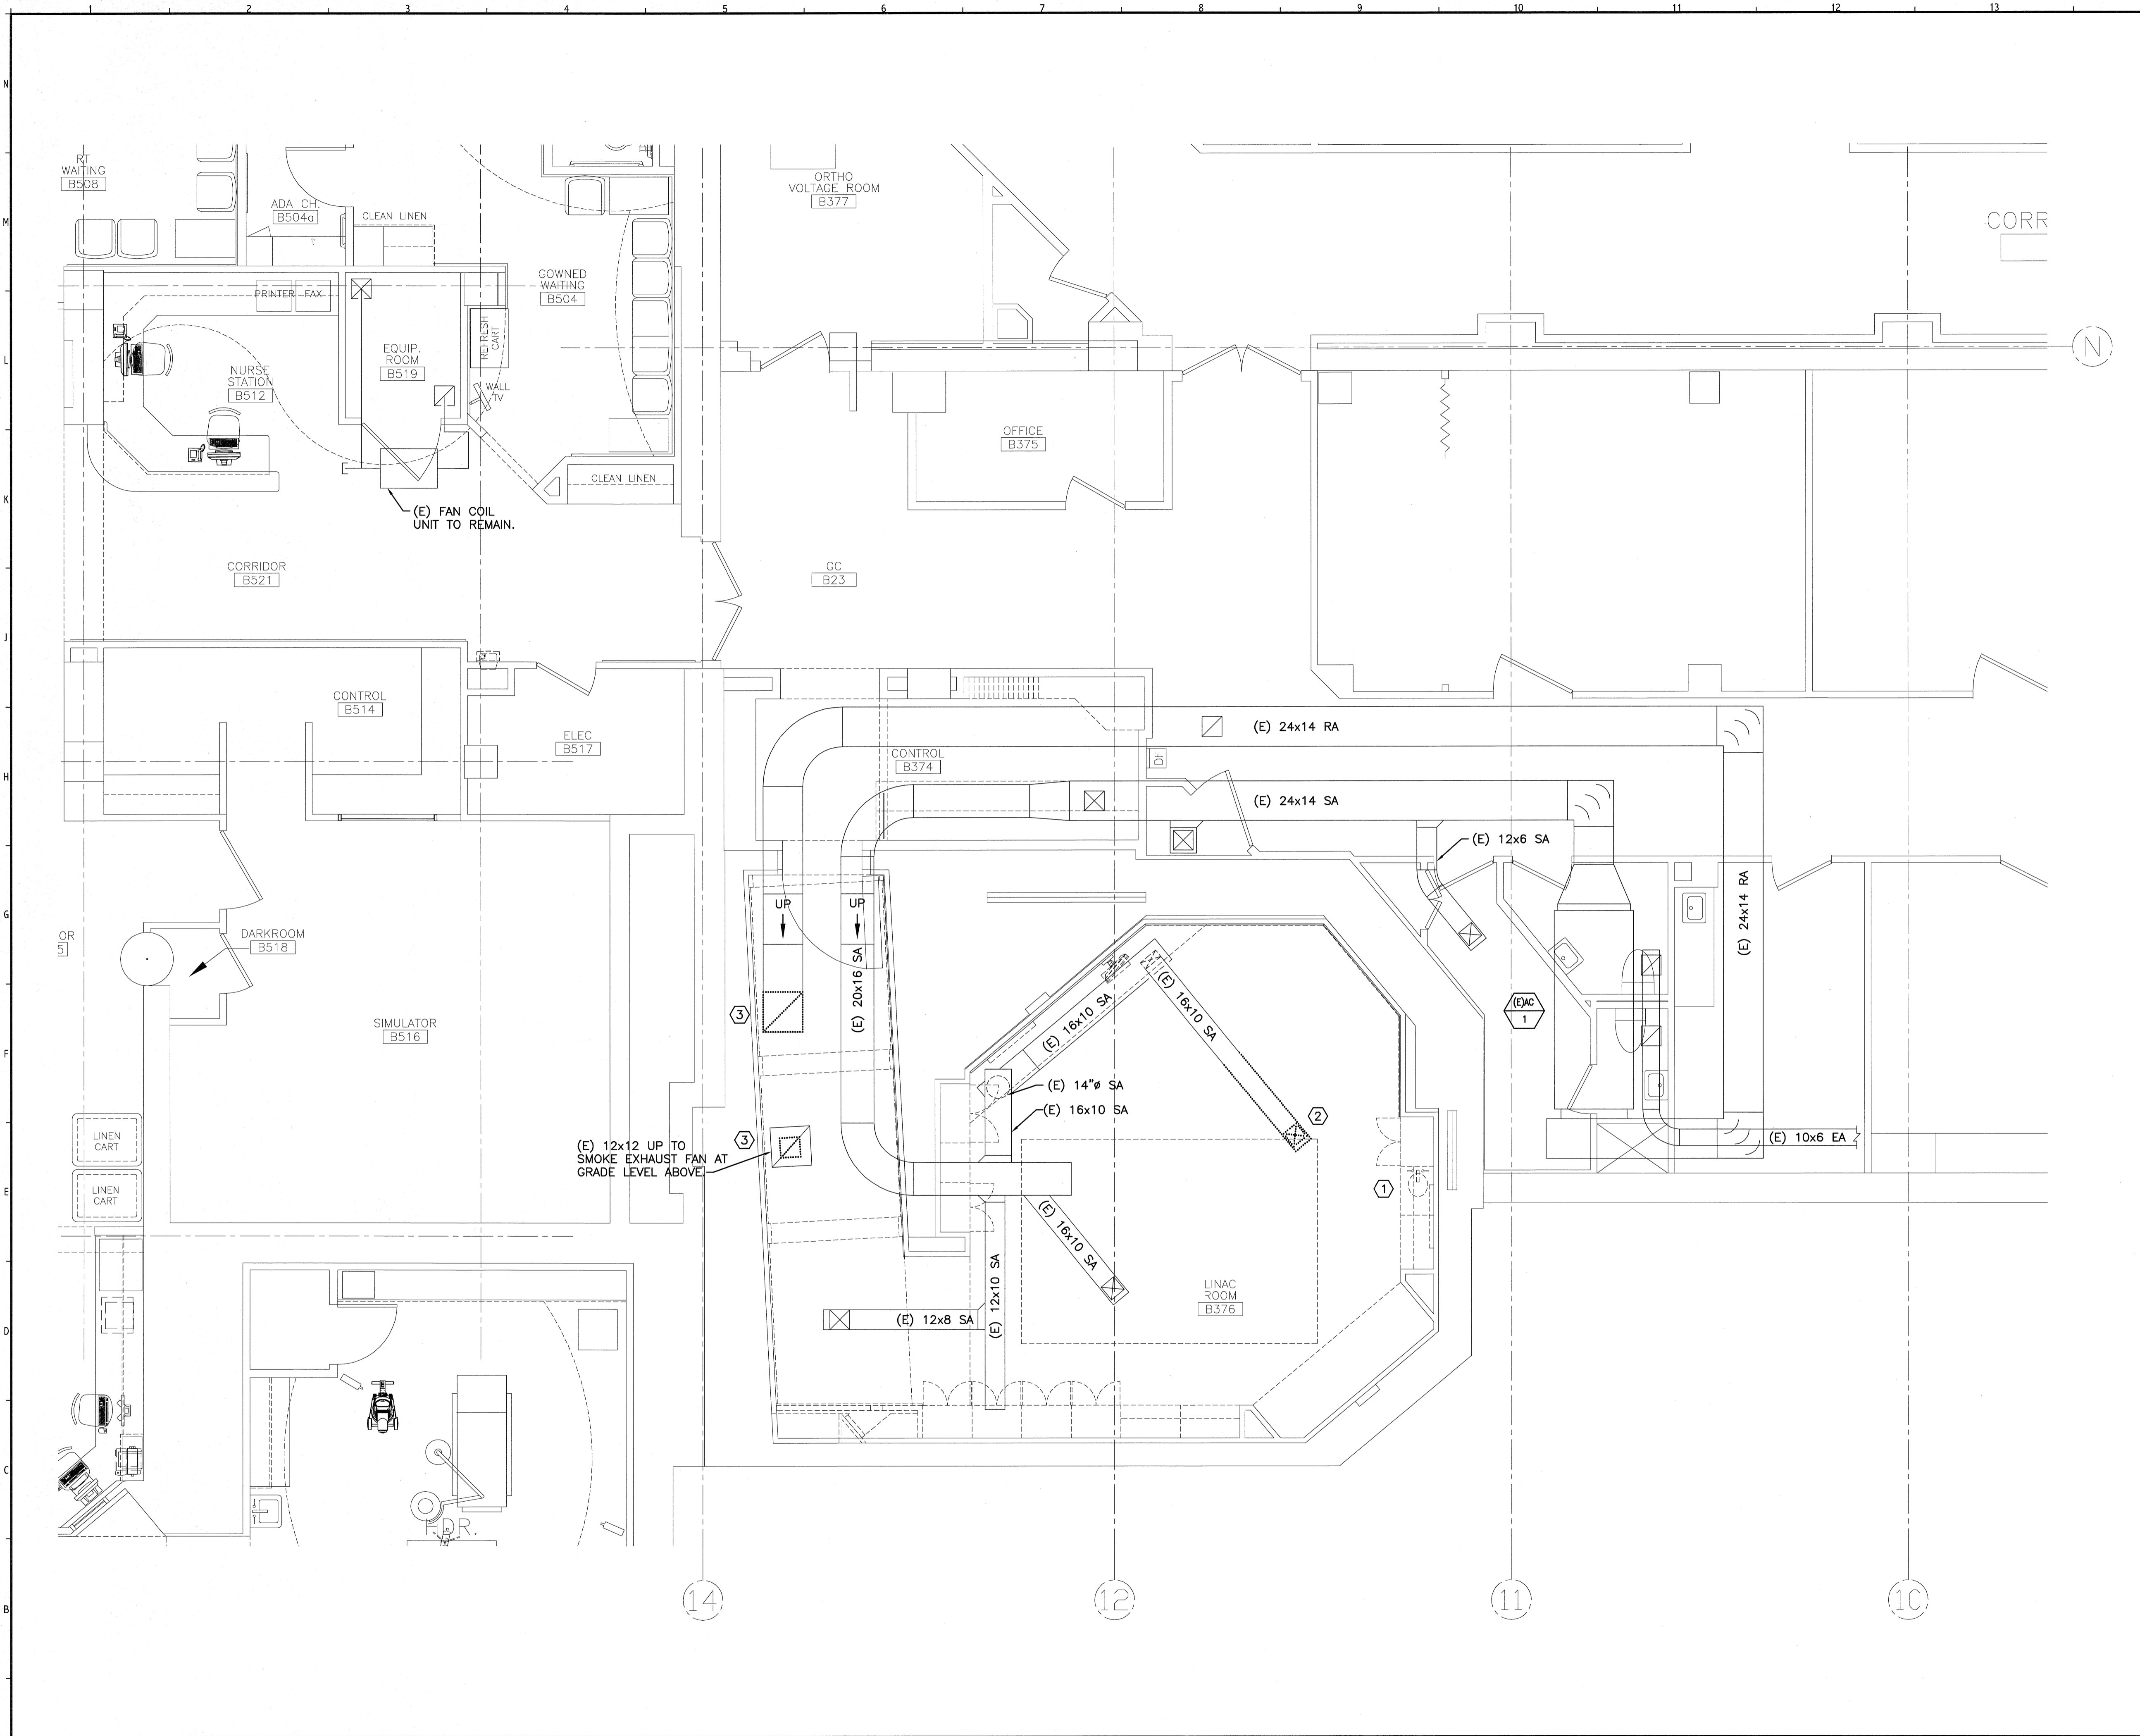 1 2 3 4 5 6 7 8 9 10 11 12 13
N
M
L
K
J
H
G
F
E
D
C
B
RT
WAITING
B508
ADA CH.
B504a
CLEAN LINEN
GOWNED
WAITING
B504
PRINTER FAX
REFRESH
CART
EQUIP.
ROOM
B519
WALL
TV
NURSE
STATION
B512
CLEAN LINEN
(E) FAN COIL
UNIT TO REMAIN.
ORTHO
VOLTAGE ROOM
B377
OFFICE
B375
CORR
N
CORRIDOR
B521
GC
B23
CONTROL
B514
ELEC
B517
CONTROL
B374
DF
(E) 24x14 RA
(E) 24x14 SA
(E) 12x6 SA
(E) 24x14 RA
UP
UP
(E) 20x16 SA
OR
5
DARKROOM
B518
SIMULATOR
B516
3
(E) 16x10 SA
(E) 16x10 SA
(E)AC
1
(E) 14"ø SA
(E) 16x10 SA
2
3
(E) 12x12 UP TO
SMOKE EXHAUST FAN AT
GRADE LEVEL ABOVE.
(E) 10x6 EA
LINEN
CART
LINEN
CART
1
(E) 16x10 SA
(E) 12x10 SA
(E) 12x8 SA
LINAC
ROOM
B376
H.D.R.
14
12
11
10